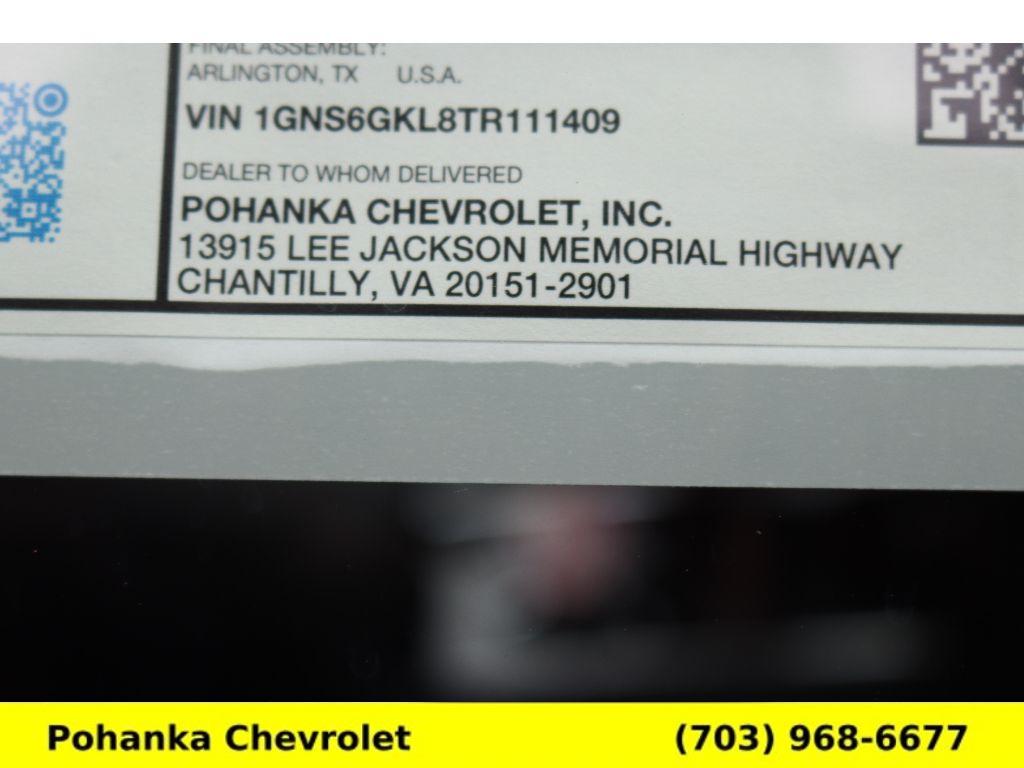 FINAL ASSEMBLY:
ARLINGTON, TX U.S.A.
VIN 1GNS6GKL8TR111409
DEALER TO WHOM DELIVERED
POHANKA CHEVROLET, INC.
13915 LEE JACKSON MEMORIAL HIGHWAY
CHANTILLY, VA 20151-2901
Pohanka Chevrolet (703) 968-6677